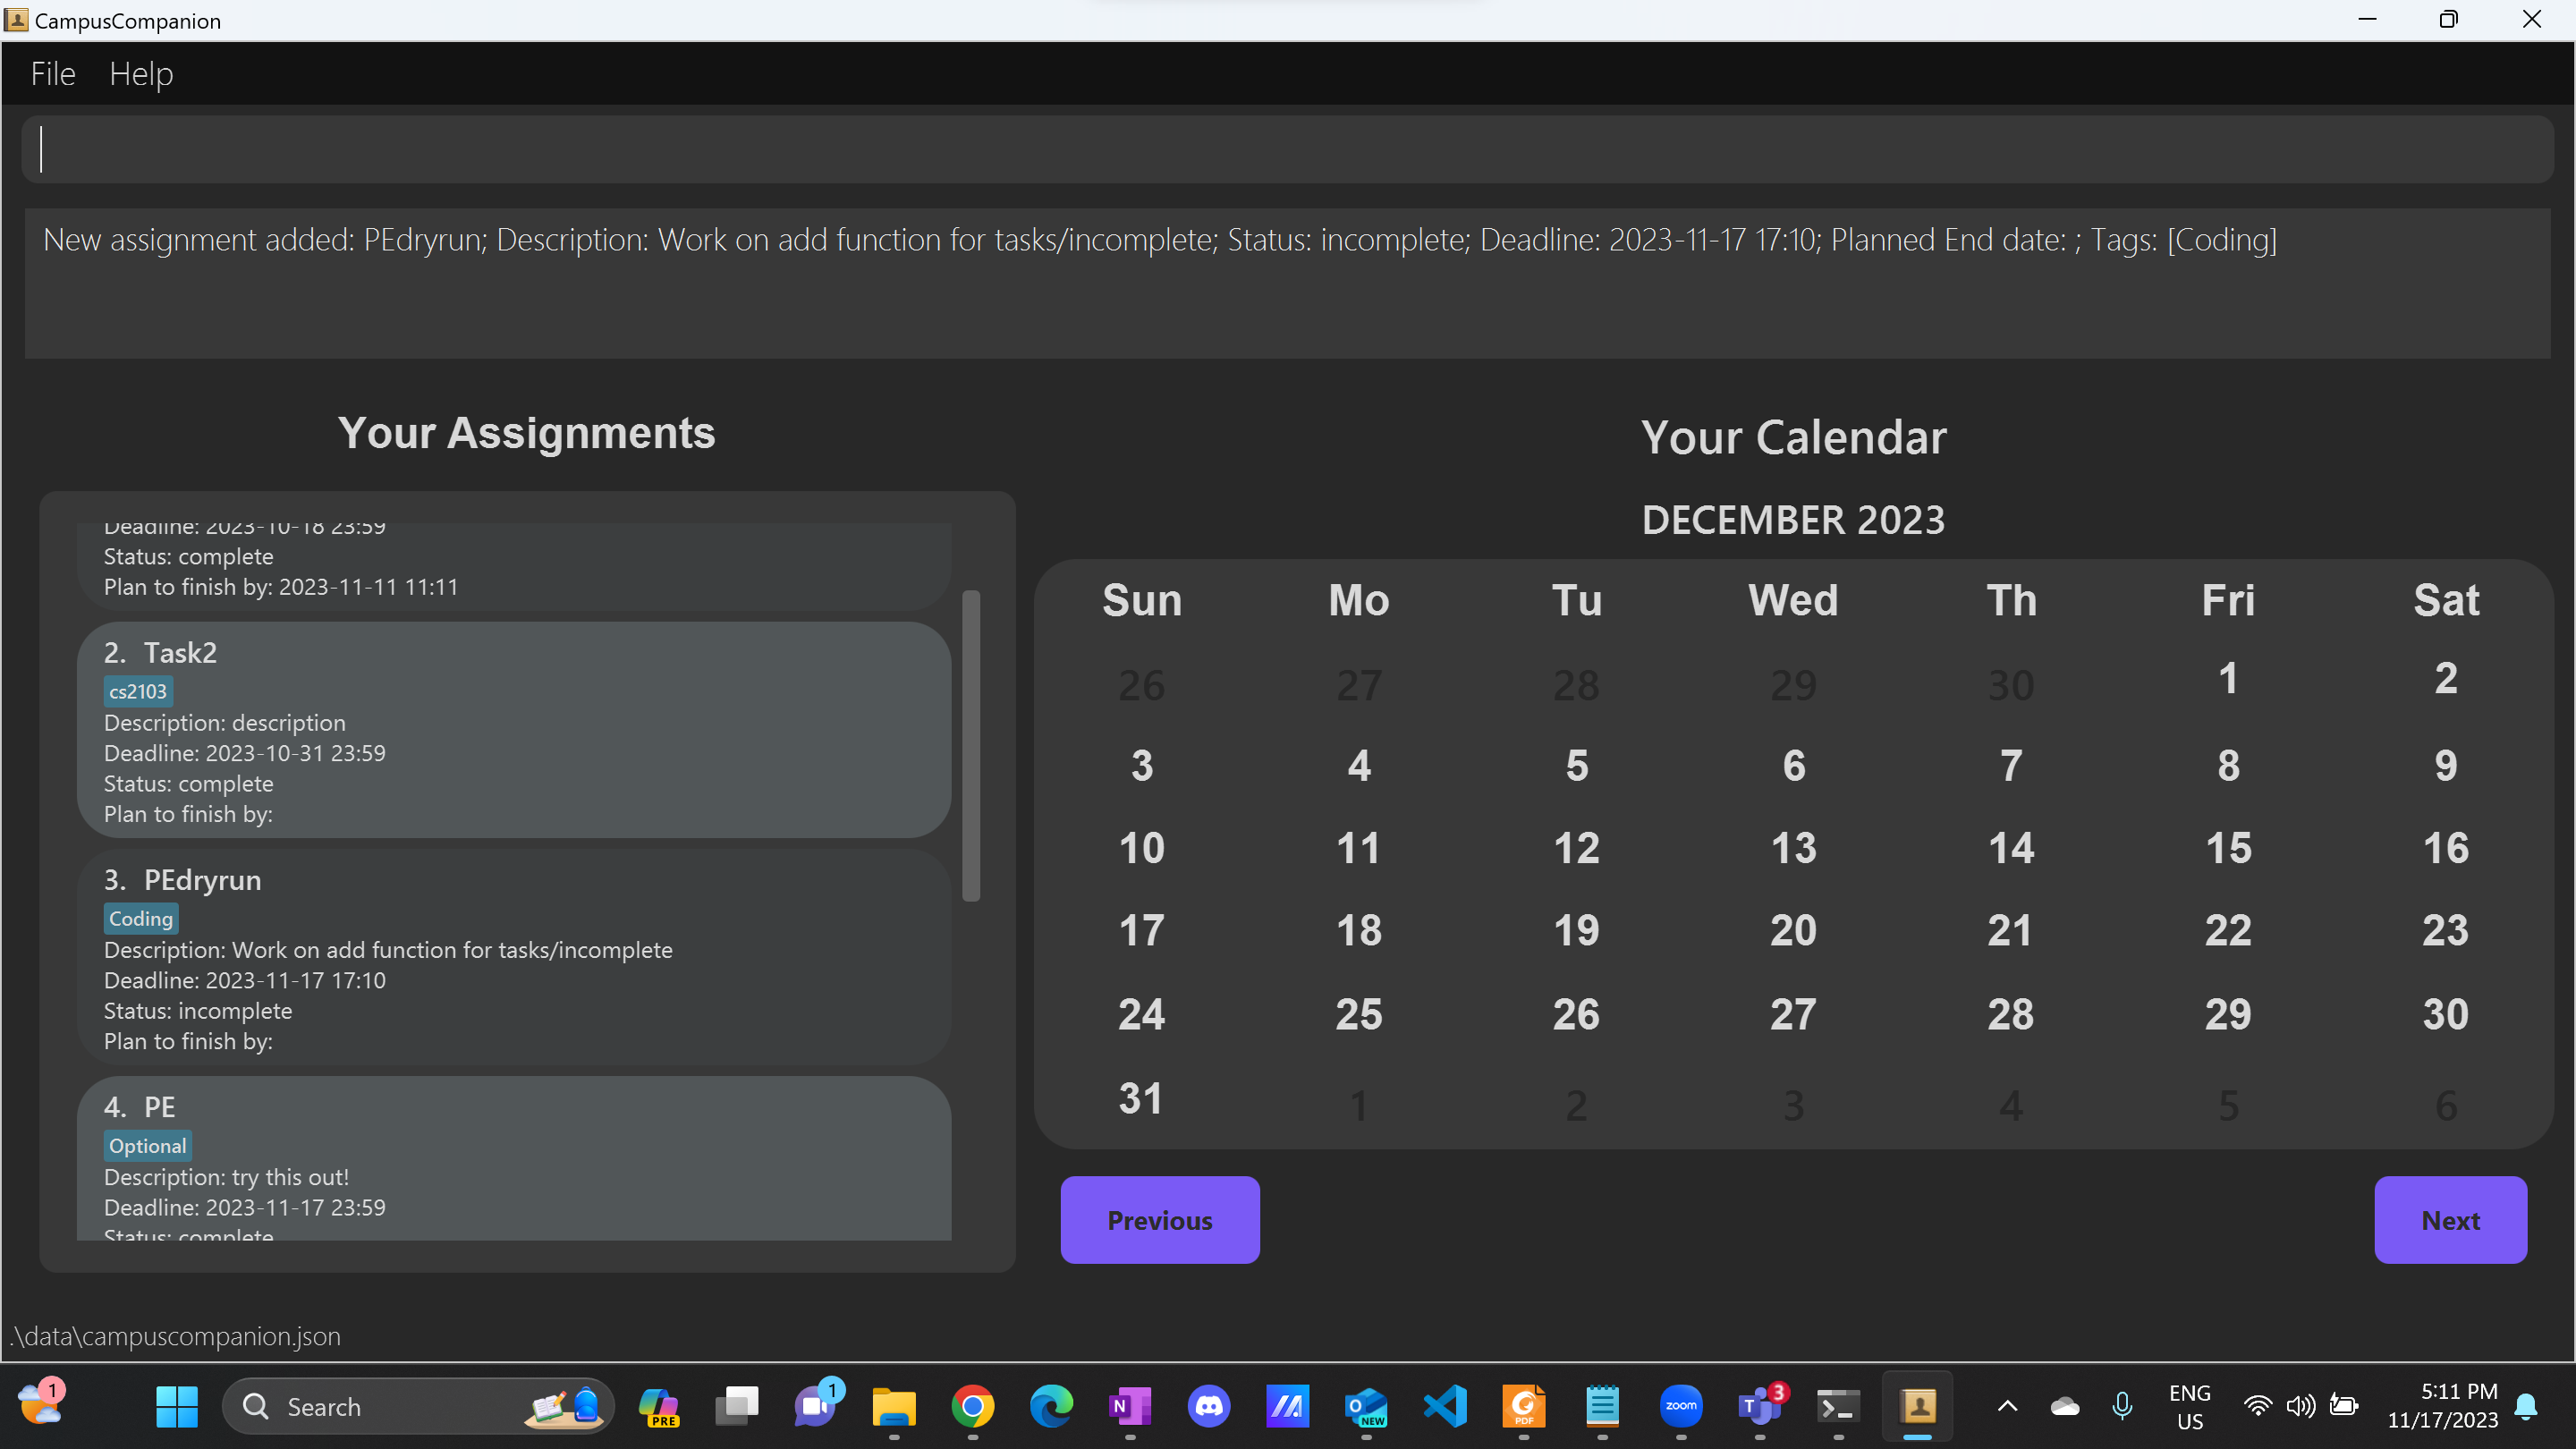 CampusCompanion
File Help
New assignment added: PEdryrun; Description: Work on add function for tasks/incomplete; Status: incomplete; Deadline: 2023-11-17 17:10; Planned End date: ; Tags: [Coding]
Your Assignments
Deadline: 2023-10-18 23:59
Status: complete
Plan to finish by: 2023-11-11 11:11
2. Task2
cs2103
Description: description
Deadline: 2023-10-31 23:59
Status: complete
Plan to finish by:
3. PEdryrun
Coding
Description: Work on add function for tasks/incomplete
Deadline: 2023-11-17 17:10
Status: incomplete
Plan to finish by:
4. PE
Optional
Description: try this out!
Deadline: 2023-11-17 23:59
Status: complete
Your Calendar
DECEMBER 2023
Sun Mo Tu Wed Th Fri Sat
26 27 28 29 30 1 2
3 4 5 6 7 8 9
10 11 12 13 14 15 16
17 18 19 20 21 22 23
24 25 26 27 28 29 30
31 1 2 3 4 5 6
Previous Next
.\data\campuscompanion.json
1
Search
PRE
1
N
O
NEW
PDF
zoom
T
3
ENG
US
5:11 PM
11/17/2023